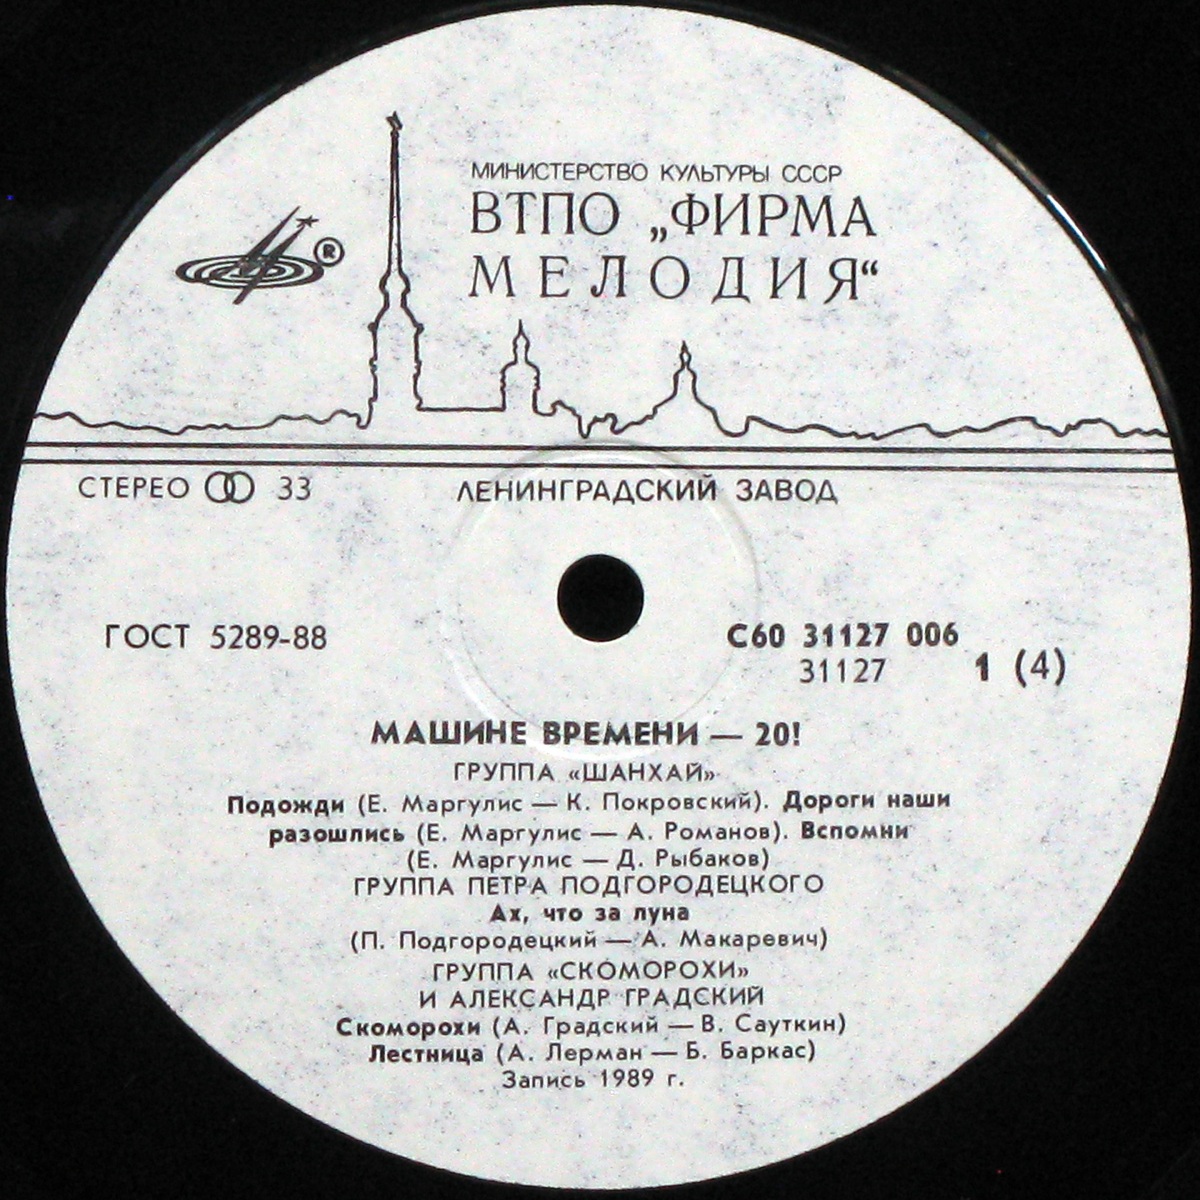 МИНИСТЕРСТВО КУЛЬТУРЫ СССР
ВТПО „ФИРМА
МЕЛОДИЯ“
®
СТЕРЕО 33
ЛЕНИНГРАДСКИЙ ЗАВОД
ГОСТ 5289-88
С60 31127 006
31127 1 (4)
МАШИНЕ ВРЕМЕНИ — 20!
ГРУППА «ШАНХАЙ»
Подожди (Е. Маргулис — К. Покровский). Дороги наши
разошлись (Е. Маргулис — А. Романов). Вспомни
(Е. Маргулис — Д. Рыбаков)
ГРУППА ПЕТРА ПОДГОРОДЕЦКОГО
Ах, что за луна
(П. Подгородецкий — А. Макаревич)
ГРУППА «СКОМОРОХИ»
И АЛЕКСАНДР ГРАДСКИЙ
Скоморохи (А. Градский — В. Сауткин)
Лестница (А. Лерман — Б. Баркас)
Запись 1989 г.